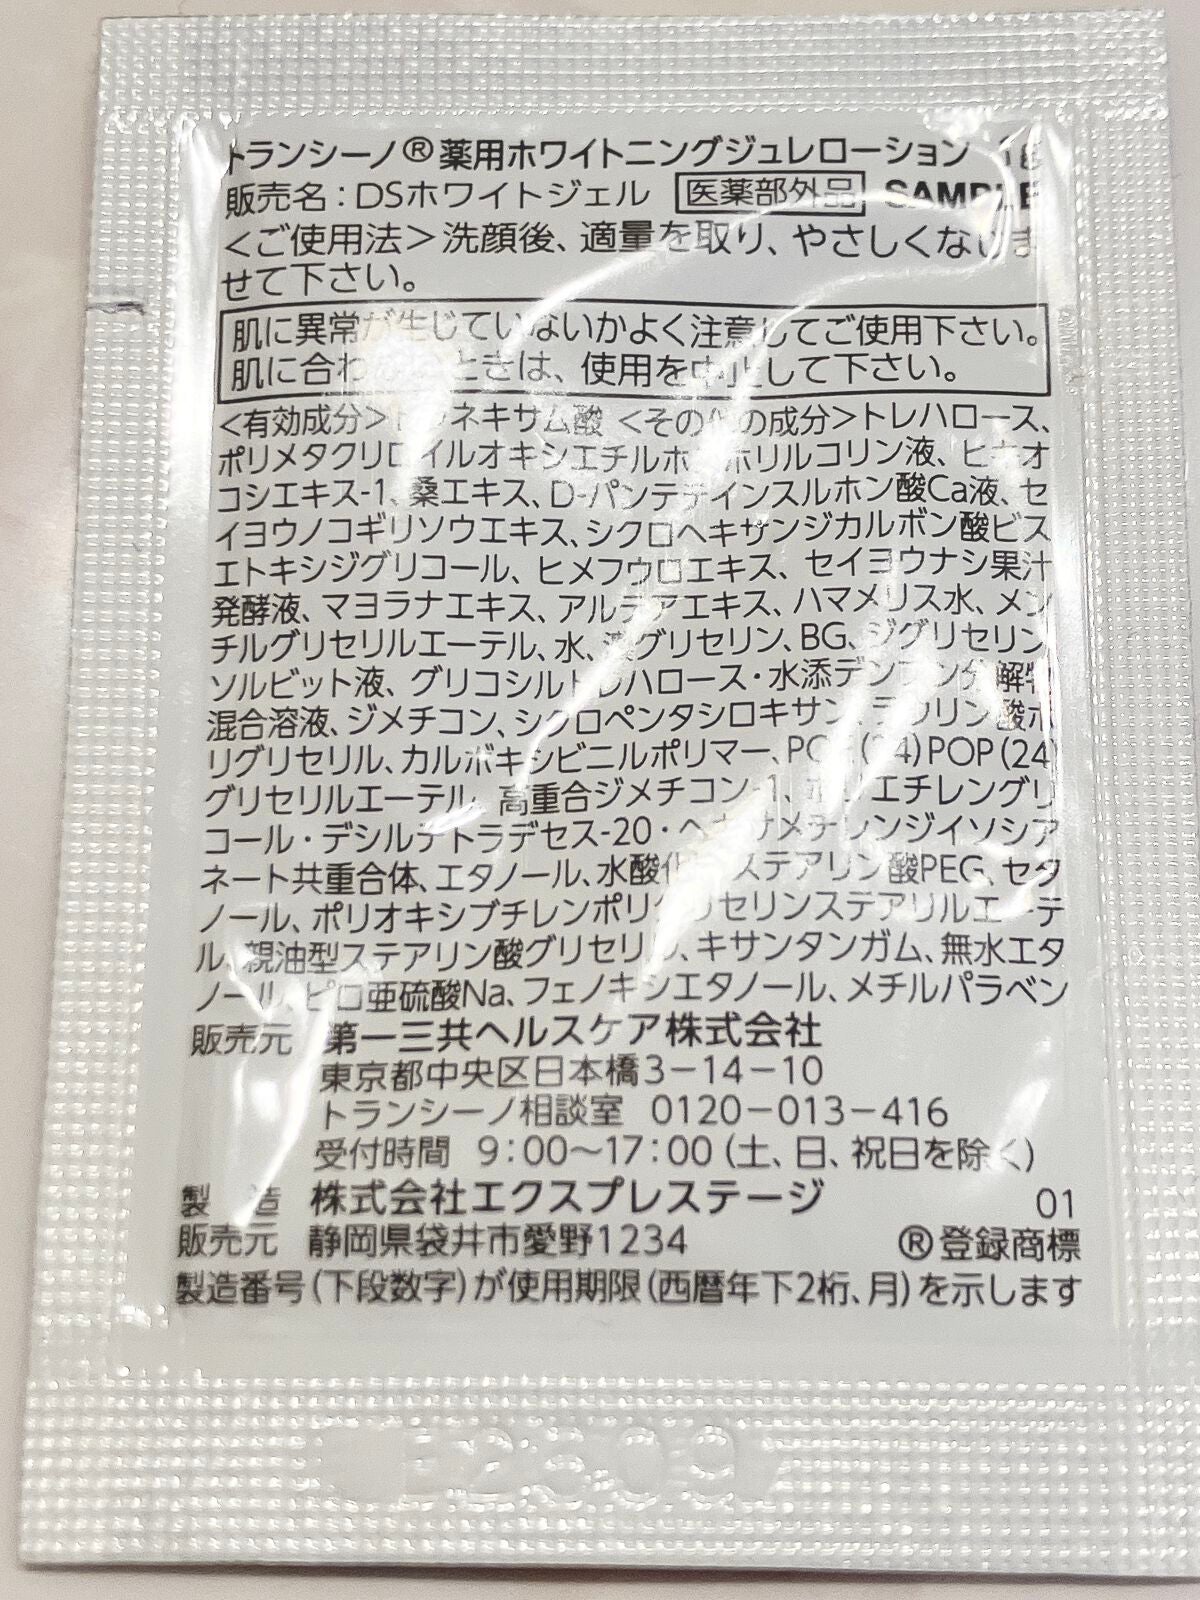 トランシーノ®薬用ホワイトニングジュレローション 1g
販売名：DSホワイトジェル 医薬部外品 SAMPLE
＜ご使用法＞洗顔後、適量を取り、やさしくなじま
せて下さい。
肌に異常が生じていないかよく注意してご使用下さい。
肌に合わないときは、使用を中止して下さい。
＜有効成分＞トラネキサム酸 ＜その他の成分＞トレハロース、
ポリメタクリロイルオキシエチルホスホリルコリン液、ヒキオ
コシエキス-1、桑エキス、D-パンテテインスルホン酸Ca液、セ
イヨウノコギリソウエキス、シクロヘキサンジカルボン酸ビス
エトキシジグリコール、ヒメフウロエキス、セイヨウナシ果汁
発酵液、マヨラナエキス、アルテアエキス、ハマメリス水、メン
チルグリセリルエーテル、水、濃グリセリン、BG、ジグリセリン、
ソルビット液、グリコシルトレハロース・水添デンプン分解物
混合溶液、ジメチコン、シクロペンタシロキサン、ラウリン酸ポ
リグリセリル、カルボキシビニルポリマー、POE(24)POP(24)
グリセリルエーテル、高重合ジメチコン-1、ポリエチレングリ
コール・デシルテトラデセス-20・ヘキサメチレンジイソシア
ネート共重合体、エタノール、水酸化 ステアリン酸PEG、セタ
ノール、ポリオキシブチレンポリグリセリンステアリルエーテ
ル、親油型ステアリン酸グリセリル、キサンタンガム、無水エタ
ノール、ピロ亜硫酸Na、フェノキシエタノール、メチルパラベン
販売元 第一三共ヘルスケア株式会社
東京都中央区日本橋3－14－10
トランシーノ相談室 0120－013－416
受付時間 9：00～17：00(土、日、祝日を除く)
製 造 株式会社エクスプレステージ 01
販売元 静岡県袋井市愛野1234 ®登録商標
製造番号(下段数字)が使用期限(西暦年下2桁、月)を示します